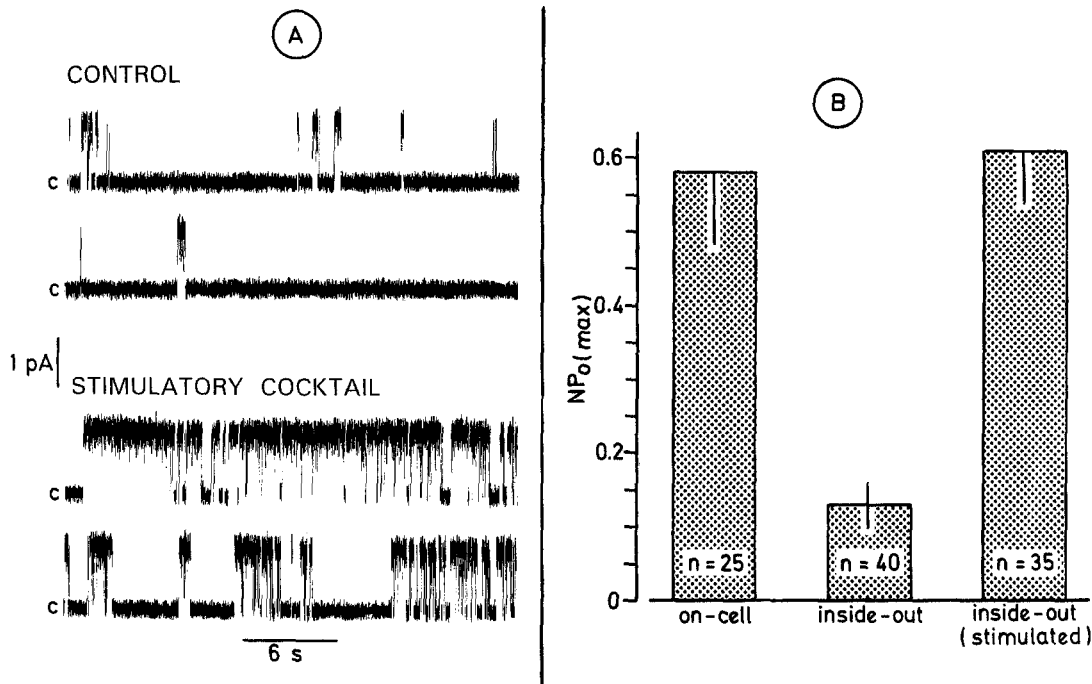 A
CONTROL
c
c
1 pA
STIMULATORY COCKTAIL
c
c
6 s
B
NPo(max)
0.6
0.4
0.2
0
n = 25
n = 40
n = 35
on-cell
inside-out
inside-out
(stimulated)